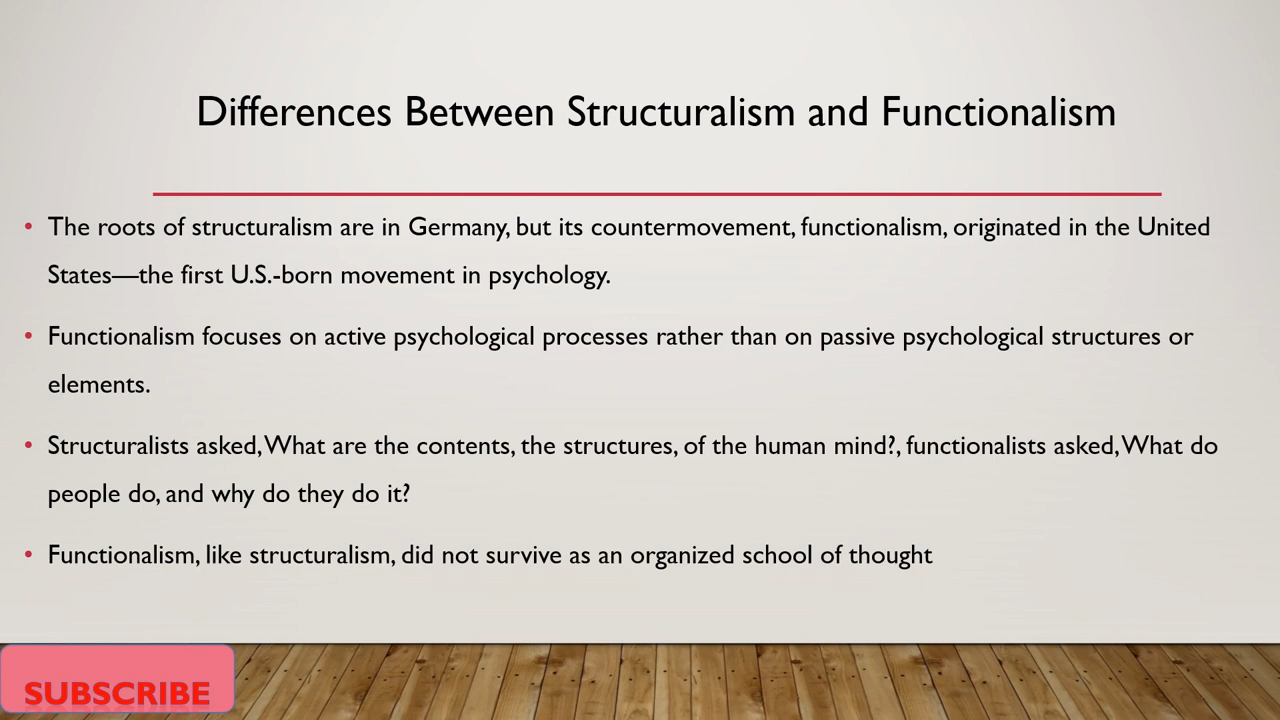 Differences Between Structuralism and Functionalism
• The roots of structuralism are in Germany, but its countermovement, functionalism, originated in the United
States—the first U.S.-born movement in psychology.
• Functionalism focuses on active psychological processes rather than on passive psychological structures or
elements.
• Structuralists asked, What are the contents, the structures, of the human mind?, functionalists asked, What do
people do, and why do they do it?
• Functionalism, like structuralism, did not survive as an organized school of thought
SUBSCRIBE